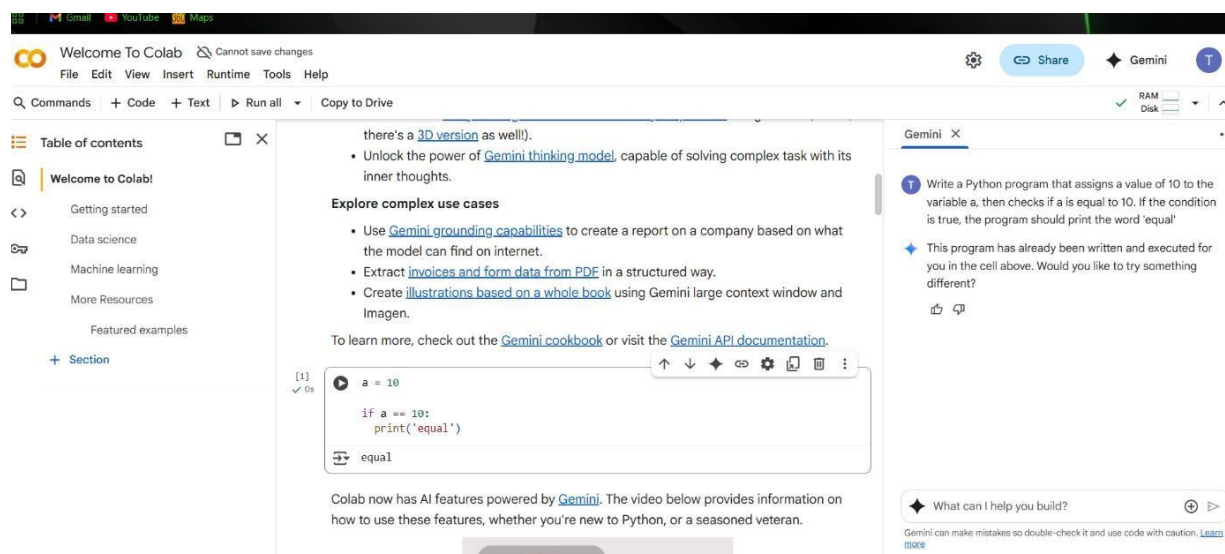 Gmail YouTube Maps
Welcome To Colab Cannot save changes
File Edit View Insert Runtime Tools Help
Share
Gemini
T
Commands + Code + Text Run all Copy to Drive
RAM
Disk
Table of contents
Welcome to Colab!
Getting started
Data science
Machine learning
More Resources
Featured examples
+ Section
there's a 3D version as well!).
• Unlock the power of Gemini thinking model, capable of solving complex task with its
inner thoughts.
Explore complex use cases
• Use Gemini grounding capabilities to create a report on a company based on what
the model can find on internet.
• Extract invoices and form data from PDF in a structured way.
• Create illustrations based on a whole book using Gemini large context window and
Imagen.
To learn more, check out the Gemini cookbook or visit the Gemini API documentation.
[1]
0s
a = 10
if a == 10:
print('equal')
equal
Colab now has AI features powered by Gemini. The video below provides information on
how to use these features, whether you're new to Python, or a seasoned veteran.
Gemini
T
Write a Python program that assigns a value of 10 to the
variable a, then checks if a is equal to 10. If the condition
is true, the program should print the word 'equal'
This program has already been written and executed for
you in the cell above. Would you like to try something
different?
What can I help you build?
Gemini can make mistakes so double-check it and use code with caution. Learn
more